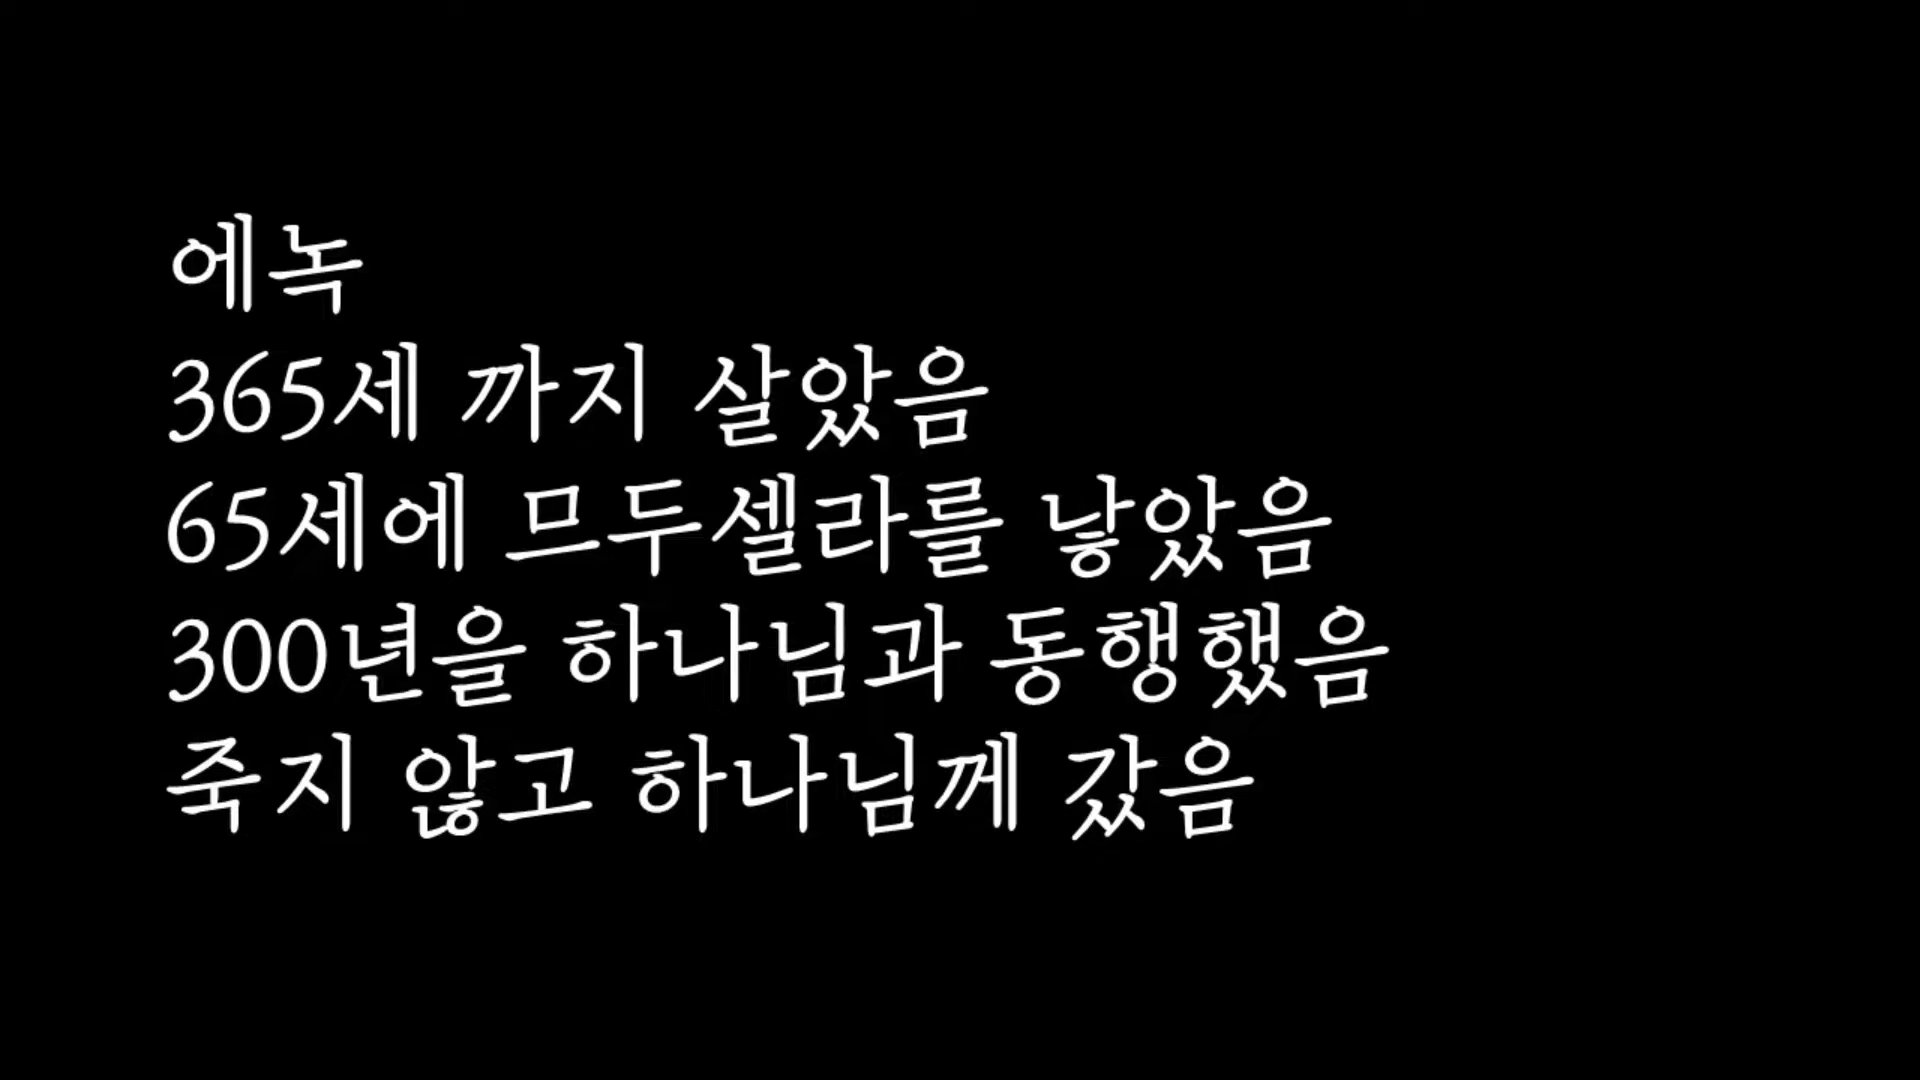 에녹
365세 까지 살았음
65세에 므두셀라를 낳았음
300년을 하나님과 동행했음
죽지 않고 하나님께 갔음